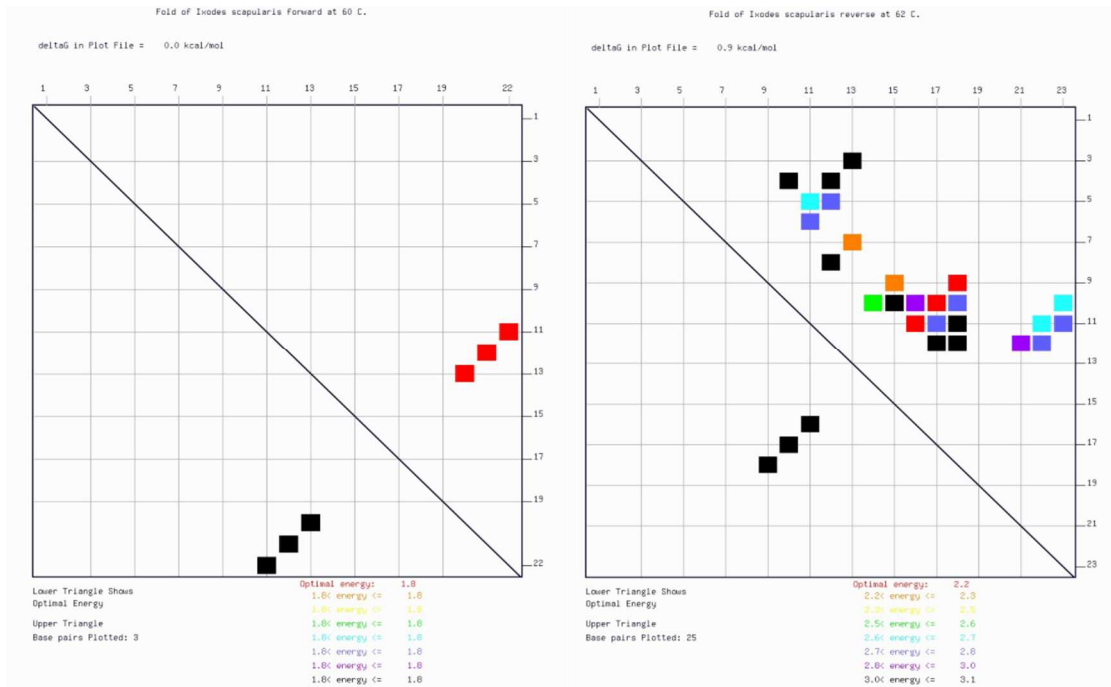 Fold of Ixodes scapularis forward at 60 C.
deltaG in Plot File = 0.0 kcal/mol
1 3 5 7 9 11 13 15 17 19 22
1
3
5
7
9
11
13
15
17
19
22
Lower Triangle Shows
Optimal Energy
Upper Triangle
Base pairs Plotted: 3
Optimal energy: 1.8
1.8< energy <= 1.8
1.8< energy <= 1.8
1.8< energy <= 1.8
1.8< energy <= 1.8
1.8< energy <= 1.8
1.8< energy <= 1.8
1.8< energy <= 1.8
Fold of Ixodes scapularis reverse at 62 C.
deltaG in Plot File = 0.9 kcal/mol
1 3 5 7 9 11 13 15 17 19 21 23
1
3
5
7
9
11
13
15
17
19
21
23
Lower Triangle Shows
Optimal Energy
Upper Triangle
Base pairs Plotted: 25
Optimal energy: 2.2
2.2< energy <= 2.3
2.3< energy <= 2.5
2.5< energy <= 2.6
2.6< energy <= 2.7
2.7< energy <= 2.8
2.8< energy <= 3.0
3.0< energy <= 3.1